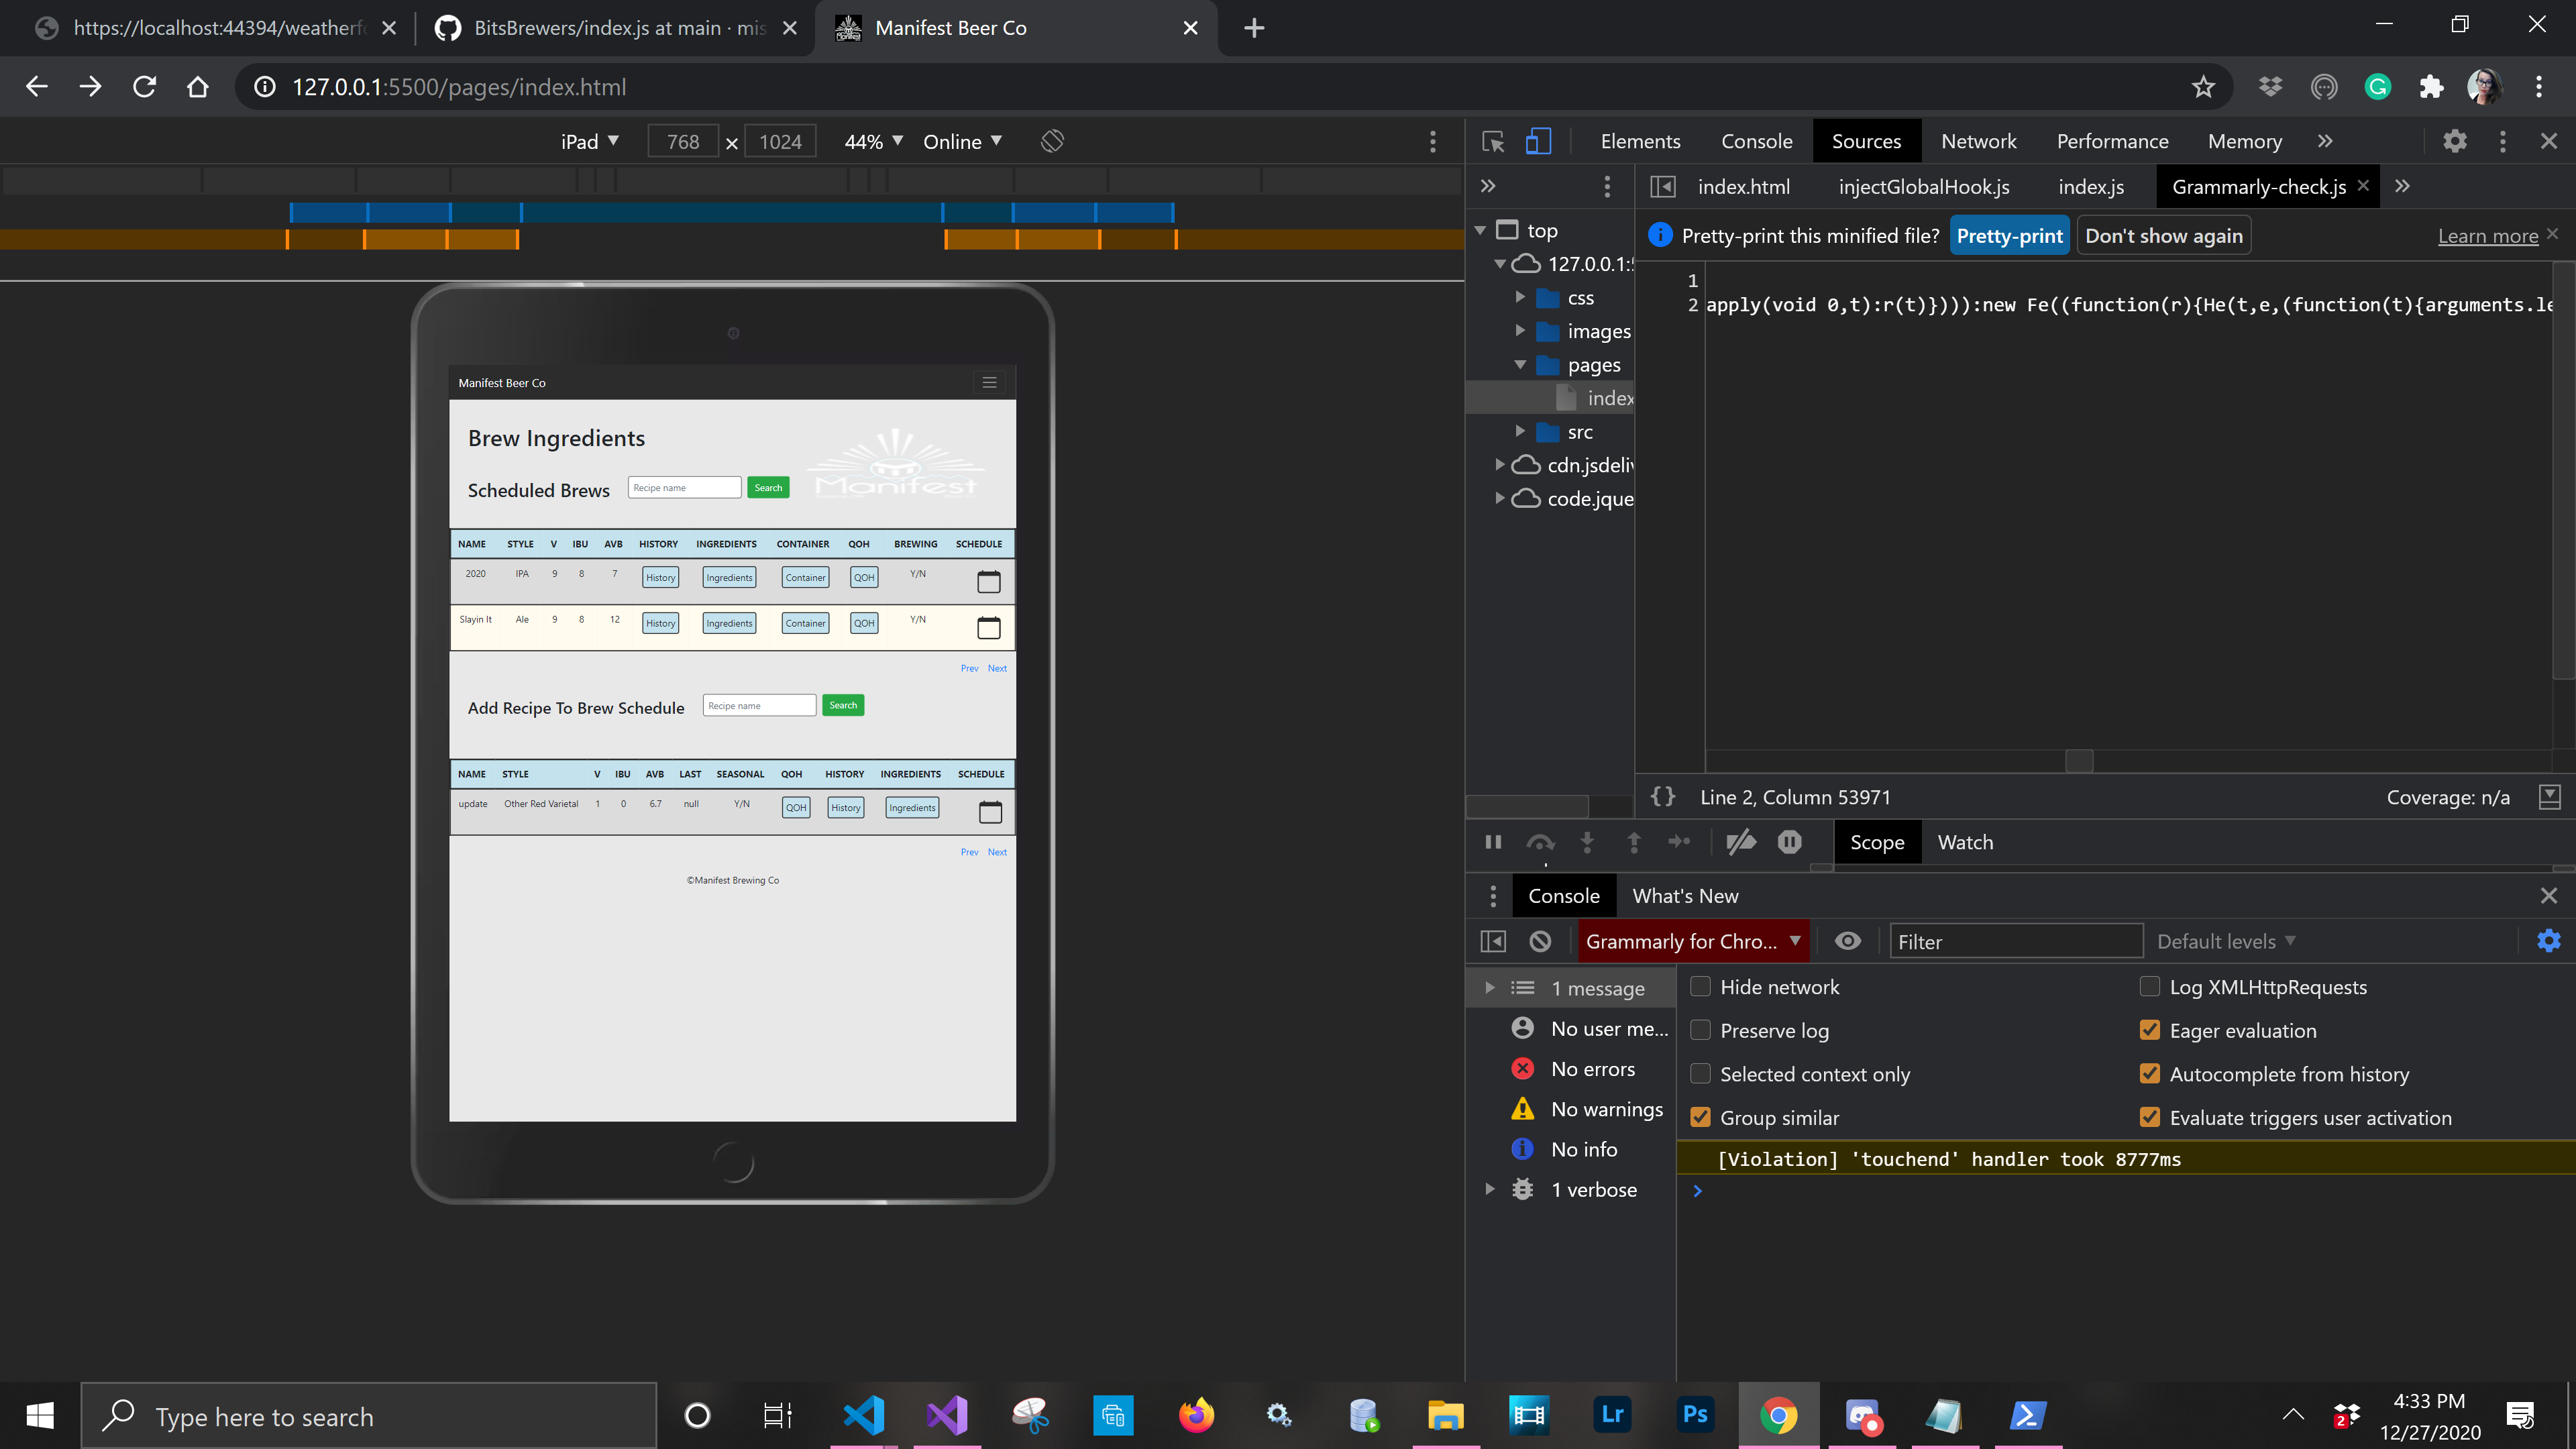 https://localhost:44394/weatherf
BitsBrewers/index.js at main · mis
Manifest Beer Co
127.0.0.1:5500/pages/index.html
iPad 768 × 1024 44% Online
Elements Console Sources Network Performance Memory
index.html injectGlobalHook.js index.js Grammarly-check.js
Pretty-print this minified file? Pretty-print Don't show again Learn more
top
127.0.0.1:5
css
images
pages
index
src
cdn.jsdeliv
code.jque
1
2 apply(void 0,t):r(t)}))):new Fe((function(r){He(t,e,(function(t){arguments.le
{ } Line 2, Column 53971 Coverage: n/a
Scope Watch
Manifest Beer Co
Brew Ingredients
Manifest
Scheduled Brews Recipe name Search
NAME STYLE V IBU AVB HISTORY INGREDIENTS CONTAINER QOH BREWING SCHEDULE
2020 IPA 9 8 7 History Ingredients Container QOH Y/N
Slayin It Ale 9 8 12 History Ingredients Container QOH Y/N
Prev Next
Add Recipe To Brew Schedule Recipe name Search
NAME STYLE V IBU AVB LAST SEASONAL QOH HISTORY INGREDIENTS SCHEDULE
update Other Red Varietal 1 0 6.7 null Y/N QOH History Ingredients
Prev Next
©Manifest Brewing Co
Console What's New
Grammarly for Chro... Filter Default levels
1 message
No user me...
No errors
No warnings
No info
1 verbose
Hide network Log XMLHttpRequests
Preserve log Eager evaluation
Selected context only Autocomplete from history
Group similar Evaluate triggers user activation
[Violation] 'touchend' handler took 8777ms
Type here to search
Lr
Ps
2
4:33 PM
12/27/2020